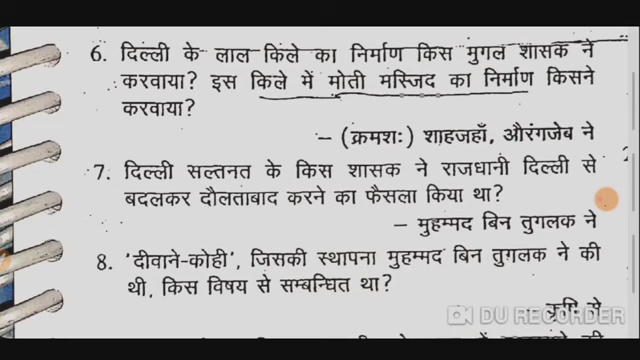 6. दिल्ली के लाल किले का निर्माण किस मुगल शासक ने
करवाया? इस किले में मोती मस्जिद का निर्माण किसने
करवाया?
– (क्रमशः) शाहजहाँ, औरंगजेब ने
7. दिल्ली सल्तनत के किस शासक ने राजधानी दिल्ली से
बदलकर दौलताबाद करने का फैसला किया था?
– मुहम्मद बिन तुगलक ने
8. 'दीवाने-कोही', जिसकी स्थापना मुहम्मद बिन तुगलक ने की
थी, किस विषय से सम्बन्धित था?
– कृषि से
DU RECORDER